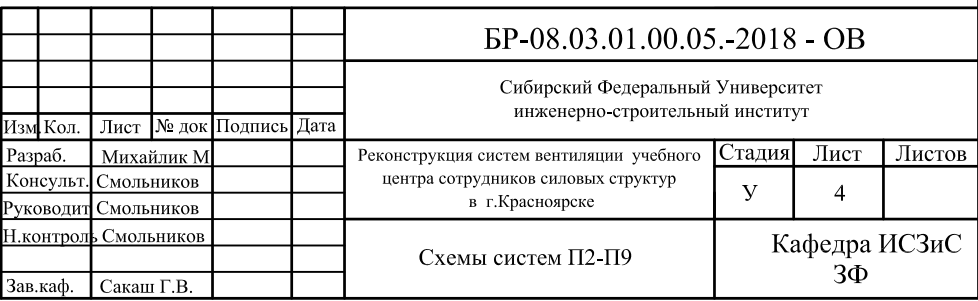 БР-08.03.01.00.05.-2018 - ОВ
Сибирский Федеральный Университет
инженерно-строительный институт
Изм. Кол. Лист № док Подпись Дата
Разраб. Михайлик М
Консульт. Смольников
Руководит Смольников
Н.контроль Смольников
Зав.каф. Сакаш Г.В.
Реконструкция систем вентиляции учебного
центра сотрудников силовых структур
в г.Красноярске
Стадия Лист Листов
У 4
Схемы систем П2-П9
Кафедра ИСЗиС
ЗФ